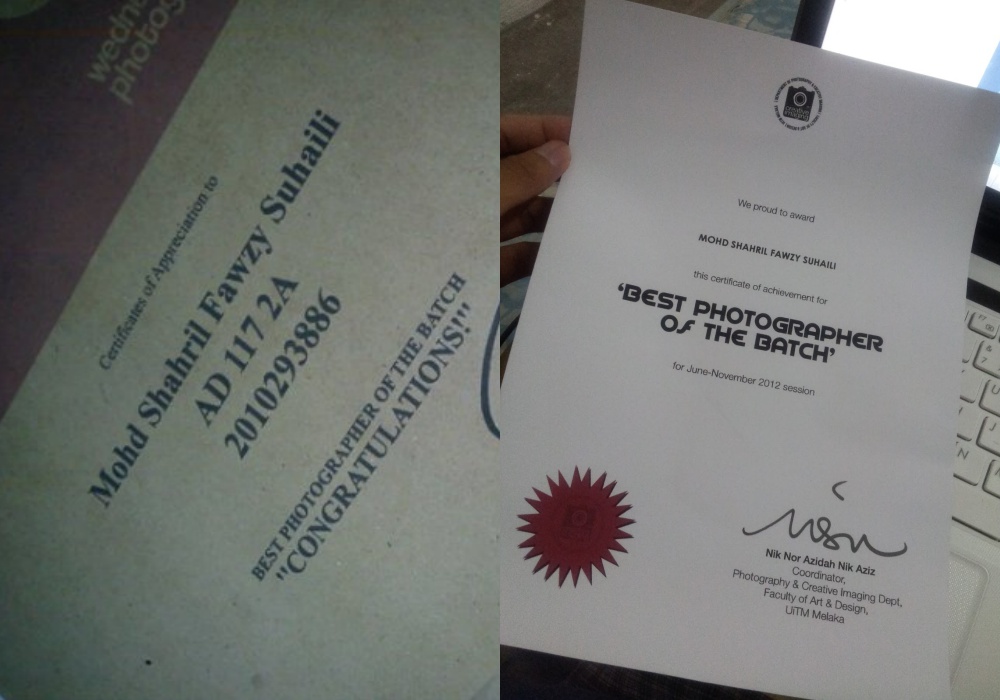 wedne
photog
Certificates of Appreciation to
Mohd Shahril Fawzy Suhaili
AD 117 2A
2010293886
BEST PHOTOGRAPHER OF THE BATCH
"CONGRATULATIONS!"
We proud to award
MOHD SHAHRIL FAWZY SUHAILI
this certificate of achievement for
'BEST PHOTOGRAPHER
OF THE BATCH'
for June-November 2012 session
Nik Nor Azidah Nik Aziz
Coordinator,
Photography & Creative Imaging Dept,
Faculty of Art & Design,
UiTM Melaka